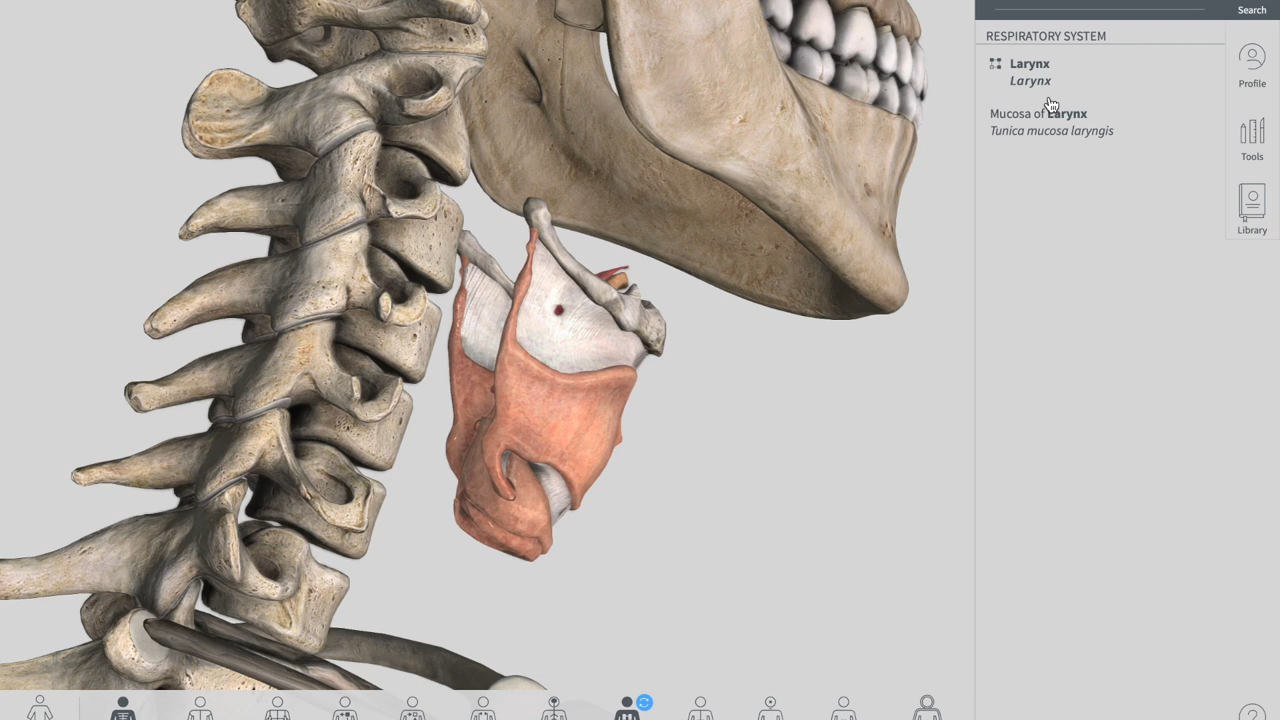 Search
RESPIRATORY SYSTEM
Larynx
Larynx
Mucosa of Larynx
Tunica mucosa laryngis
Profile
Tools
Library